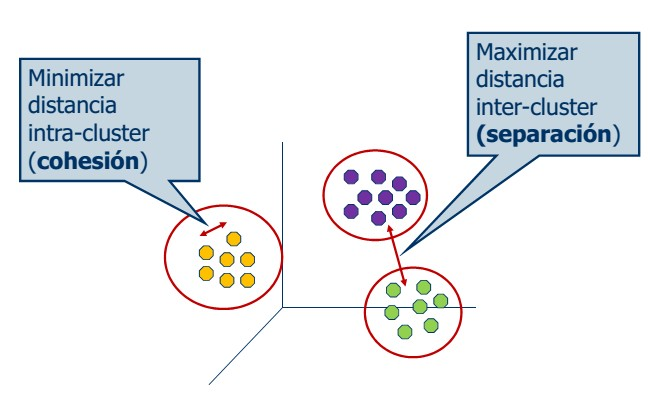 Minimizar
distancia
intra-cluster
(cohesión)
Maximizar
distancia
inter-cluster
(separación)